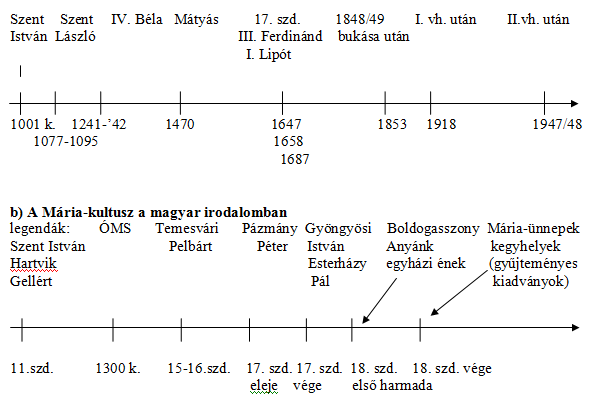 Szent Szent IV. Béla Mátyás 17. szd. 1848/49 I. vh. után II.vh. után
István László III. Ferdinánd bukása után
I. Lipót
1001 k. 1241-’42 1470 1647 1853 1918 1947/48
1077-1095 1658
1687
b) A Mária-kultusz a magyar irodalomban
legendák: ÓMS Temesvári Pázmány Gyöngyösi Boldogasszony Mária-ünnepek
Szent István Pelbárt Péter István Anyánk kegyhelyek
Hartvik Esterházy egyházi ének (gyűjteményes
Gellért Pál kiadványok)
11.szd. 1300 k. 15-16.szd. 17. szd. 17. szd. 18. szd. 18. szd. vége
eleje vége első harmada